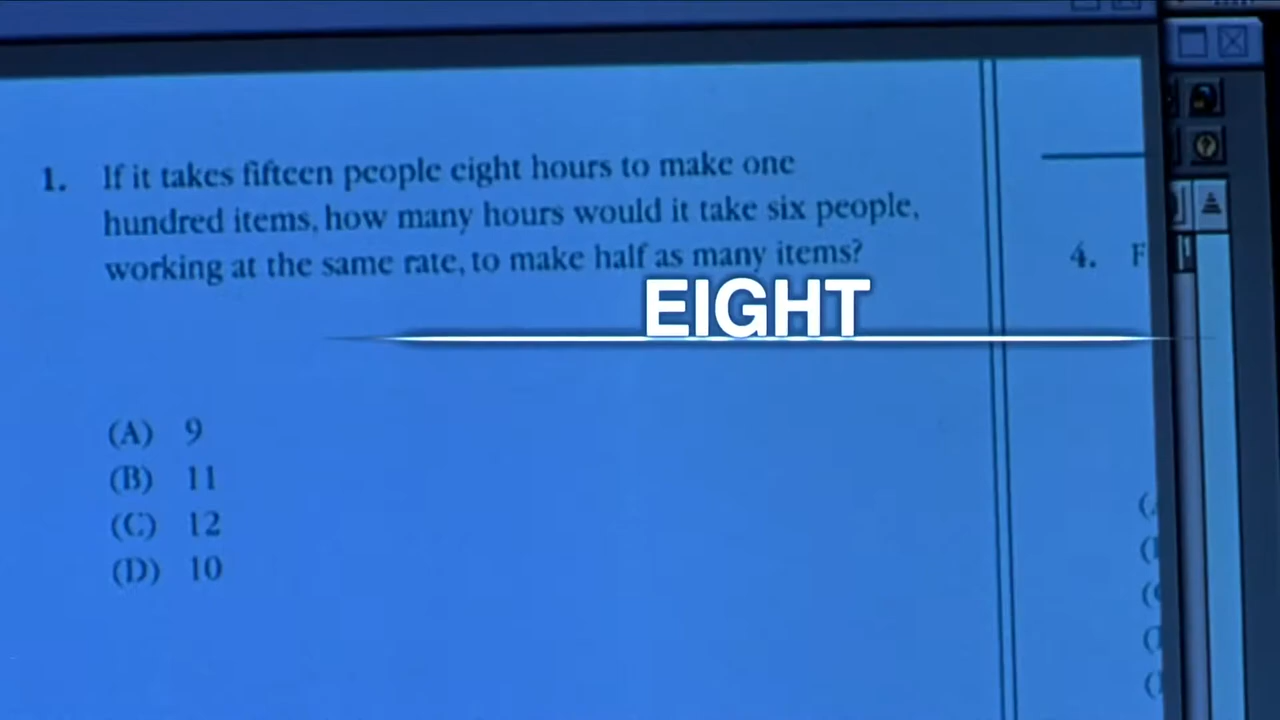 1. If it takes fifteen people eight hours to make one
hundred items, how many hours would it take six people,
working at the same rate, to make half as many items?
EIGHT
(A) 9
(B) 11
(C) 12
(D) 10
4. F